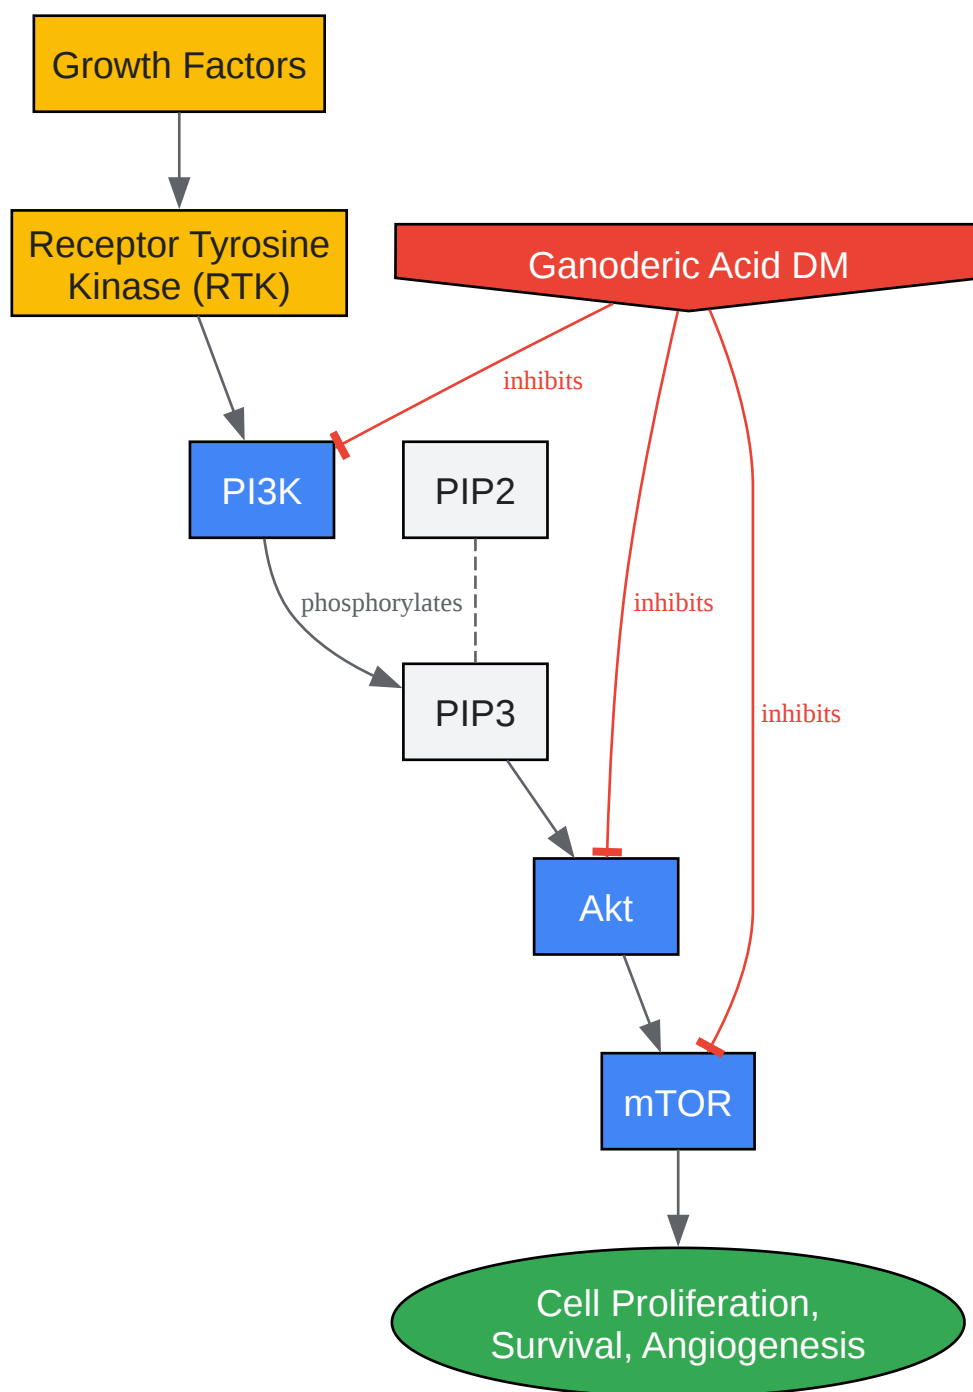 Growth Factors
Receptor Tyrosine
Kinase (RTK)
Ganoderic Acid DM
inhibits
PI3K
PIP2
phosphorylates
inhibits
PIP3
inhibits
Akt
mTOR
Cell Proliferation,
Survival, Angiogenesis